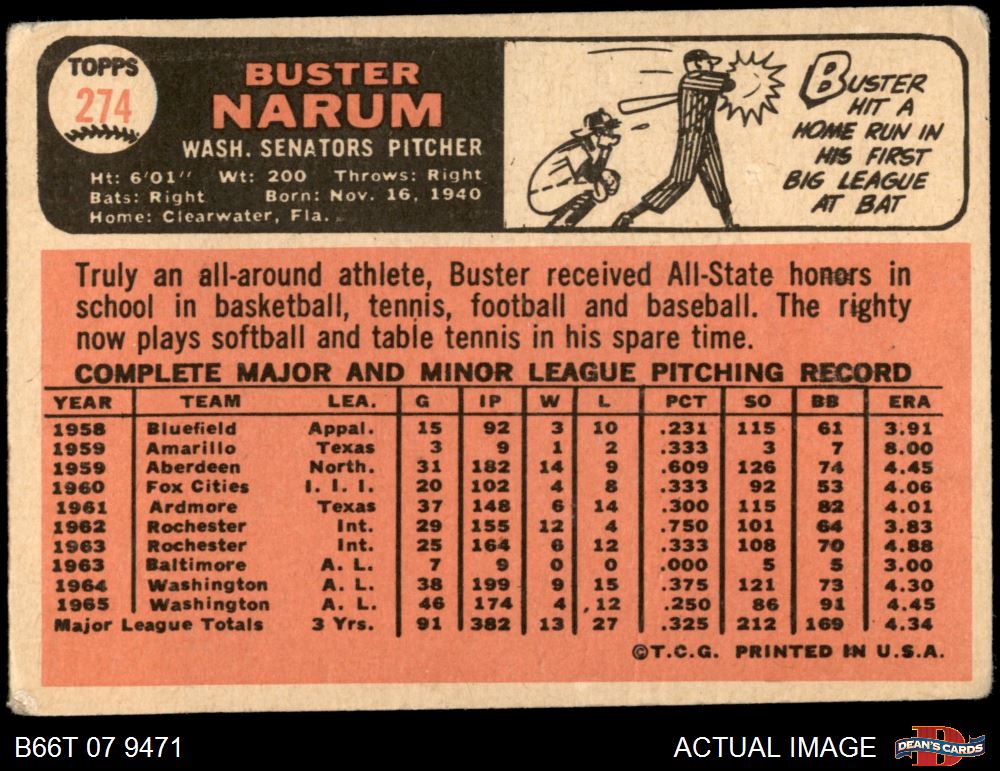 TOPPS
274
BUSTER
NARUM
WASH. SENATORS PITCHER
Ht: 6'01" Wt: 200 Throws: Right
Bats: Right Born: Nov. 16, 1940
Home: Clearwater, Fla.
BUSTER
HIT A
HOME RUN IN
HIS FIRST
BIG LEAGUE
AT BAT
Truly an all-around athlete, Buster received All-State honors in
school in basketball, tennis, football and baseball. The righty
now plays softball and table tennis in his spare time.
COMPLETE MAJOR AND MINOR LEAGUE PITCHING RECORD
YEAR TEAM LEA. G IP W L PCT SO BB ERA
1958 Bluefield Appal. 15 92 3 10 .231 115 61 3.91
1959 Amarillo Texas 3 9 1 2 .333 3 7 8.00
1959 Aberdeen North. 31 182 14 9 .609 126 74 4.45
1960 Fox Cities I. I. I. 20 102 4 8 .333 92 53 4.06
1961 Ardmore Texas 37 148 6 14 .300 115 82 4.01
1962 Rochester Int. 29 155 12 4 .750 101 64 3.83
1963 Rochester Int. 25 164 6 12 .333 108 70 4.88
1963 Baltimore A. L. 7 9 0 0 .000 5 5 3.00
1964 Washington A. L. 38 199 9 15 .375 121 73 4.30
1965 Washington A. L. 46 174 4 12 .250 86 91 4.45
Major League Totals 3 Yrs. 91 382 13 27 .325 212 169 4.34
©T.C.G. PRINTED IN U.S.A.
B66T 07 9471
ACTUAL IMAGE
DEAN'S CARDS